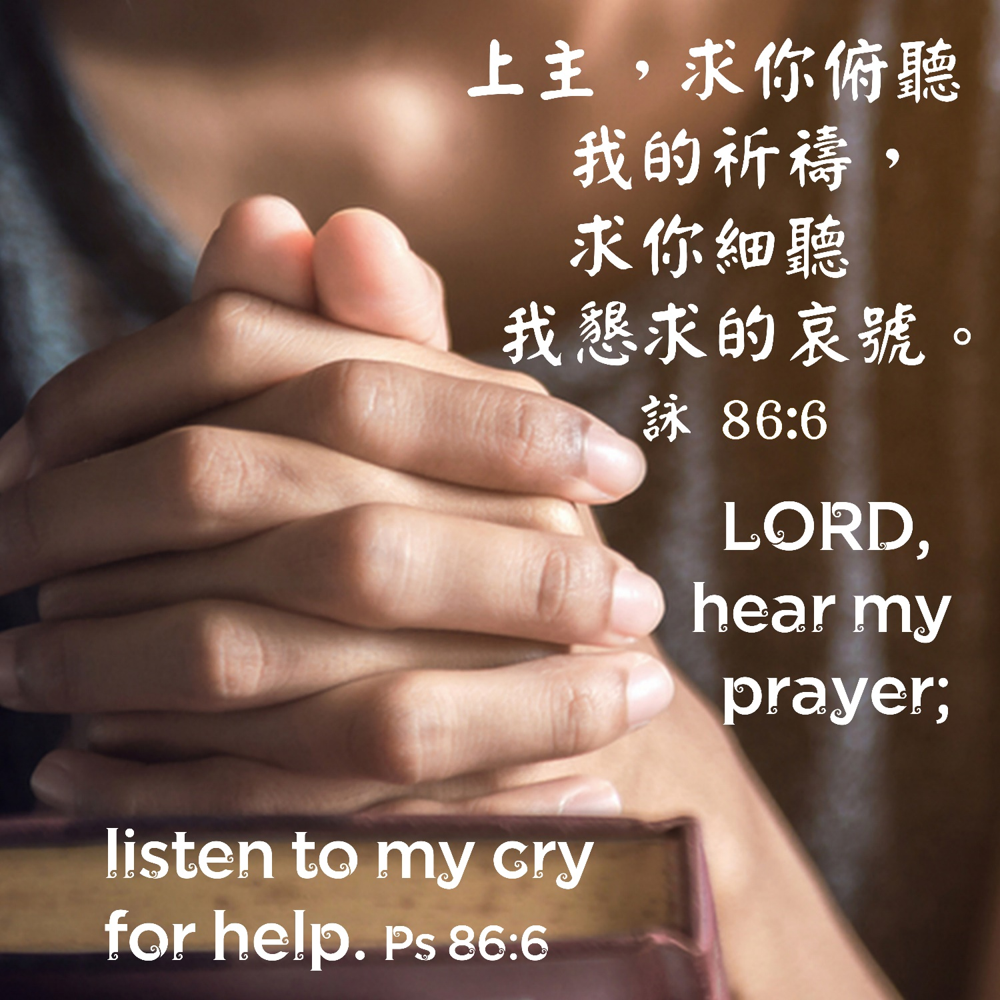 上主，求你俯聽
我的祈禱，
求你細聽
我懇求的哀號。
詠 86:6
LORD,
hear my
prayer;
listen to my cry
for help. Ps 86:6